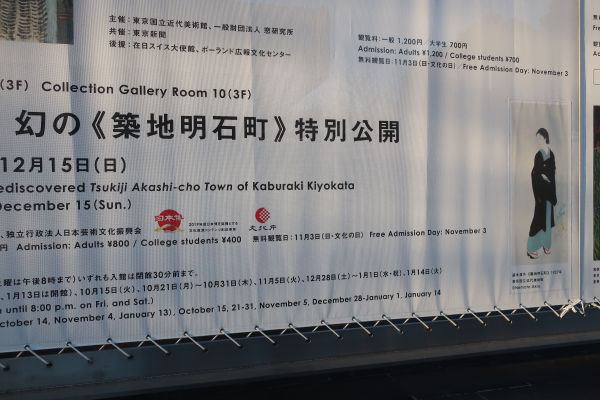 主催：東京国立近代美術館、一般財団法人 窓研究所
共催：東京新聞
後援：在日スイス大使館、ポーランド広報文化センター
観覧料：一般 1,200円／大学生 700円
Admission: Adults ¥1,200 / College students ¥700
無料観覧日：11月3日（日・文化の日）／Free Admission Day: November 3
(3F) Collection Gallery Room 10(3F)
幻の《築地明石町》特別公開
12月15日(日)
ediscovered Tsukiji Akashi-cho Town of Kaburaki Kiyokata
December 15(Sun.)
、独立行政法人日本芸術文化振興会
日本博
文化庁
円 Admission: Adults ¥800 / College students ¥400 無料観覧日：11月3日(日・文化の日) Free Admission Day: November 3
曜は午後8時まで)いずれも入館は閉館30分前まで。
、1月13日は開館)、10月15日(火)、10月21日(月)〜10月31日(木)、11月5日(火)、12月28日(土)〜1月1日(水・祝)、1月14日(火)
n until 8:00 p.m. on Fri. and Sat.)
ctober 14, November 4, January 13), October 15, 21-31, November 5, December 28-January 1, January 14